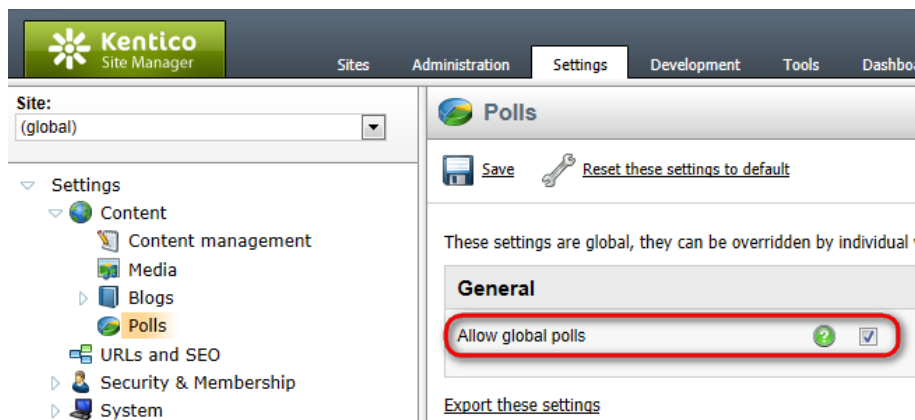 Kentico
Site Manager
Sites Administration Settings Development Tools Dashboa
Site:
(global)
Polls
Save Reset these settings to default
Settings
Content
Content management
Media
Blogs
Polls
URLs and SEO
Security & Membership
System
These settings are global, they can be overridden by individual
General
Allow global polls ?
Export these settings